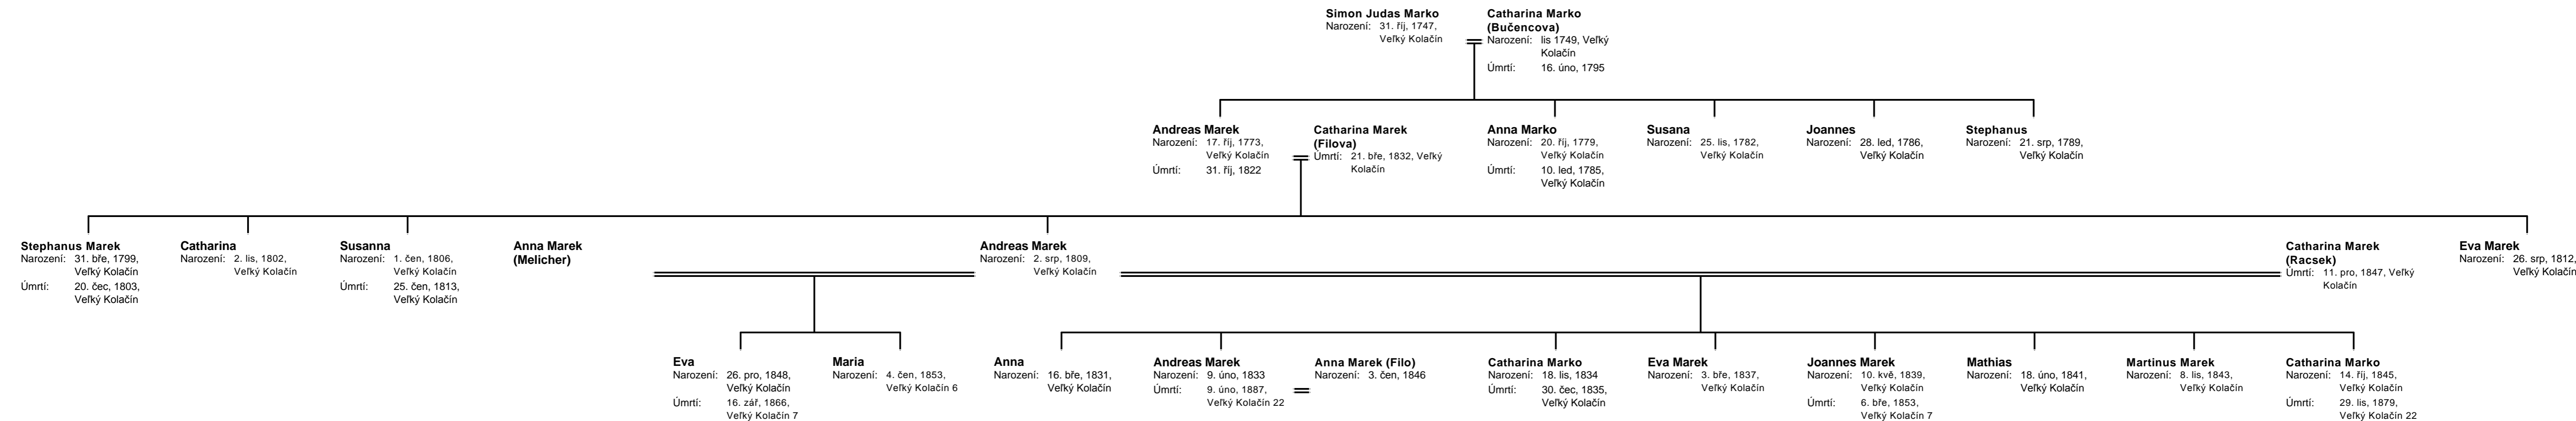 Simon Judas Marko
Narození: 31. říj, 1747,
Veľký Kolačín
Catharina Marko
(Bučencova)
Narození: lis 1749, Veľký
Kolačín
Úmrtí: 16. úno, 1795
Andreas Marek
Narození: 17. říj, 1773,
Veľký Kolačín
Úmrtí: 31. říj, 1822
Catharina Marek
(Filova)
Úmrtí: 21. bře, 1832, Veľký
Kolačín
Anna Marko
Narození: 20. říj, 1779,
Veľký Kolačín
Úmrtí: 10. led, 1785,
Veľký Kolačín
Susana
Narození: 25. lis, 1782,
Veľký Kolačín
Joannes
Narození: 28. led, 1786,
Veľký Kolačín
Stephanus
Narození: 21. srp, 1789,
Veľký Kolačín
Stephanus Marek
Narození: 31. bře, 1799,
Veľký Kolačín
Úmrtí: 20. čec, 1803,
Veľký Kolačín
Catharina
Narození: 2. lis, 1802,
Veľký Kolačín
Susanna
Narození: 1. čen, 1806,
Veľký Kolačín
Úmrtí: 25. čen, 1813,
Veľký Kolačín
Anna Marek
(Melicher)
Andreas Marek
Narození: 2. srp, 1809,
Veľký Kolačín
Catharina Marek
(Racsek)
Úmrtí: 11. pro, 1847, Veľký
Kolačín
Eva Marek
Narození: 26. srp, 1812,
Veľký Kolačín
Eva
Narození: 26. pro, 1848,
Veľký Kolačín
Úmrtí: 16. zář, 1866,
Veľký Kolačín 7
Maria
Narození: 4. čen, 1853,
Veľký Kolačín 6
Anna
Narození: 16. bře, 1831,
Veľký Kolačín
Andreas Marek
Narození: 9. úno, 1833
Úmrtí: 9. úno, 1887,
Veľký Kolačín 22
Anna Marek (Filo)
Narození: 3. čen, 1846
Catharina Marko
Narození: 18. lis, 1834
Úmrtí: 30. čec, 1835,
Veľký Kolačín
Eva Marek
Narození: 3. bře, 1837,
Veľký Kolačín
Joannes Marek
Narození: 10. kvě, 1839,
Veľký Kolačín
Úmrtí: 6. bře, 1853,
Veľký Kolačín 7
Mathias
Narození: 18. úno, 1841,
Veľký Kolačín
Martinus Marek
Narození: 8. lis, 1843,
Veľký Kolačín
Catharina Marko
Narození: 14. říj, 1845,
Veľký Kolačín
Úmrtí: 29. lis, 1879,
Veľký Kolačín 22